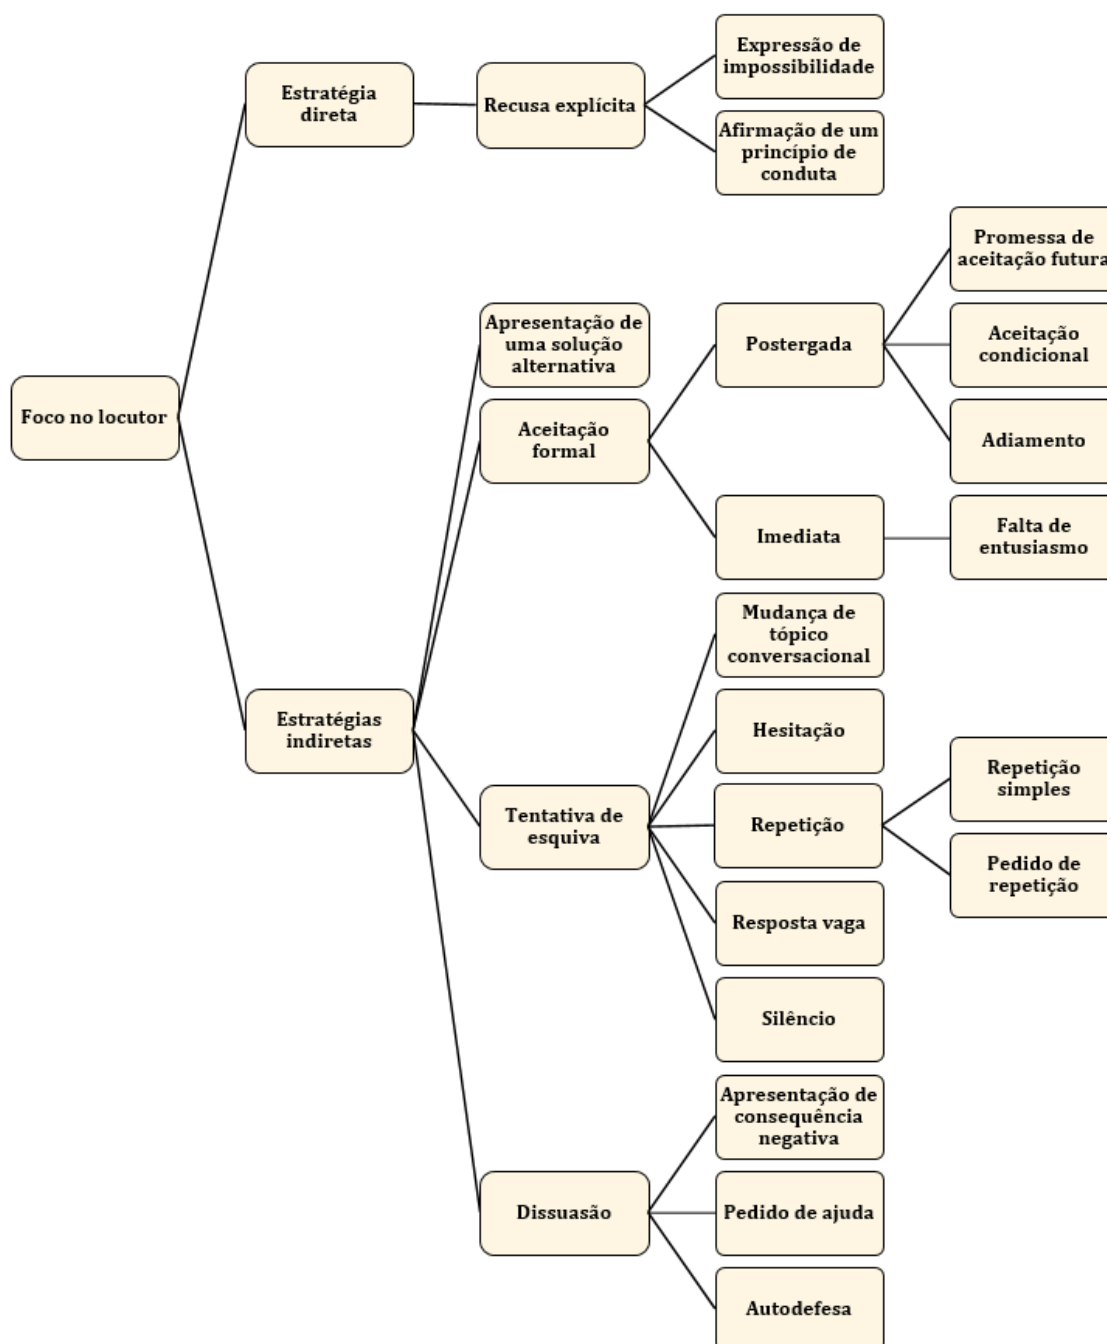 Expressão de
impossibilidade
Estratégia
direta
Recusa explícita
Afirmação de um
princípio de
conduta
Promessa de
aceitação futura
Apresentação de
uma solução
alternativa
Postergada
Aceitação
condicional
Foco no locutor
Aceitação
formal
Adiamento
Imediata
Falta de
entusiasmo
Mudança de
tópico
conversacional
Estratégias
indiretas
Hesitação
Repetição
simples
Tentativa de
esquiva
Repetição
Pedido de
repetição
Resposta vaga
Silêncio
Apresentação de
consequência
negativa
Dissuasão
Pedido de ajuda
Autodefesa